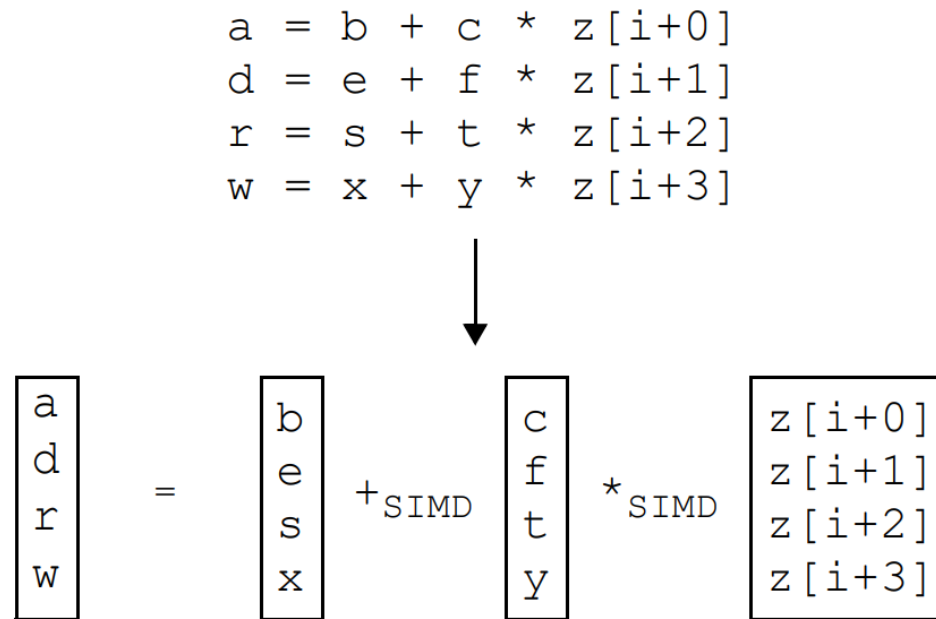 a = b + c * z[i+0]
d = e + f * z[i+1]
r = s + t * z[i+2]
w = x + y * z[i+3]
a b c z[i+0]
d e f z[i+1]
= +SIMD *SIMD
r s t z[i+2]
w x y z[i+3]